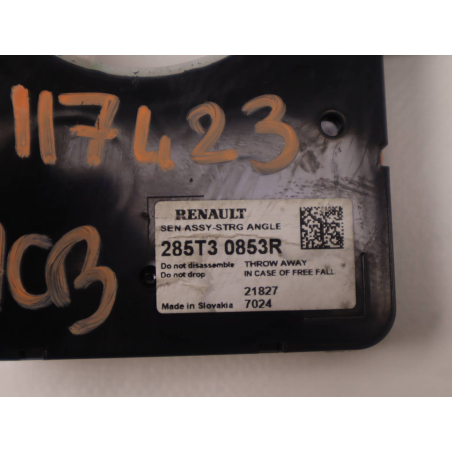 117423
RENAULT
SEN ASSY-STRG ANGLE
285T3 0853R
Do not disassemble THROW AWAY
Do not drop IN CASE OF FREE FALL
21827
Made in Slovakia 7024